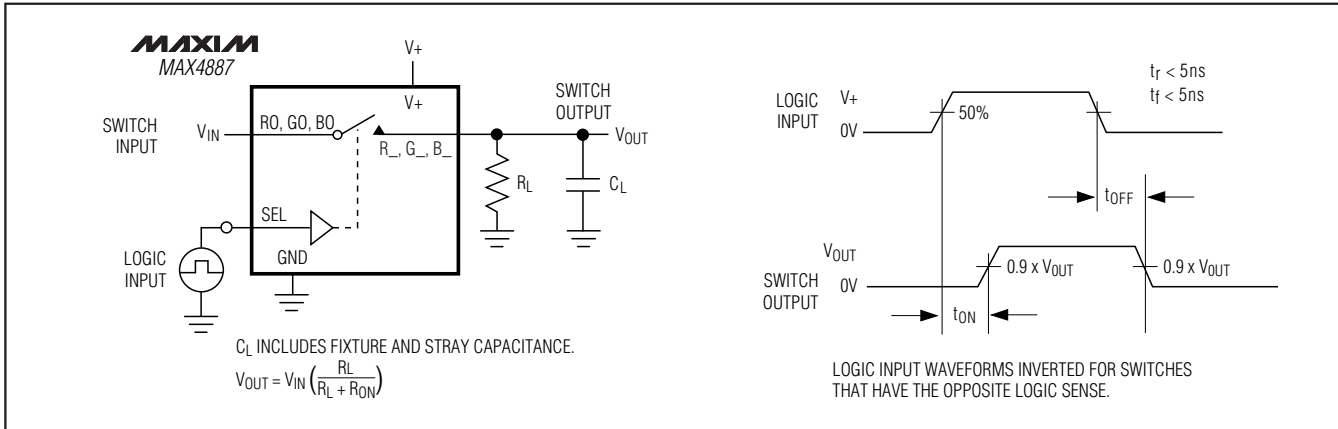 MAXIM
MAX4887
V+
V+
SWITCH
INPUT
VIN
RO, GO, BO
R_, G_, B_
SWITCH
OUTPUT
VOUT
RL
CL
SEL
GND
LOGIC
INPUT
CL INCLUDES FIXTURE AND STRAY CAPACITANCE.
VOUT = VIN (RL / RL + RON)
LOGIC
INPUT
V+
0V
50%
tr < 5ns
tf < 5ns
tOFF
VOUT
SWITCH
OUTPUT
0V
0.9 x VOUT
0.9 x VOUT
tON
LOGIC INPUT WAVEFORMS INVERTED FOR SWITCHES
THAT HAVE THE OPPOSITE LOGIC SENSE.